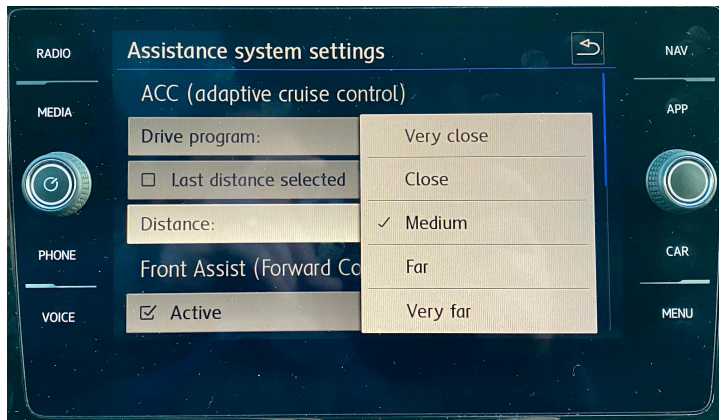 RADIO
MEDIA
PHONE
VOICE
Assistance system settings
ACC (adaptive cruise control)
Drive program:
Last distance selected
Distance:
Front Assist (Forward Co
Active
Very close
Close
Medium
Far
Very far
NAV
APP
CAR
MENU